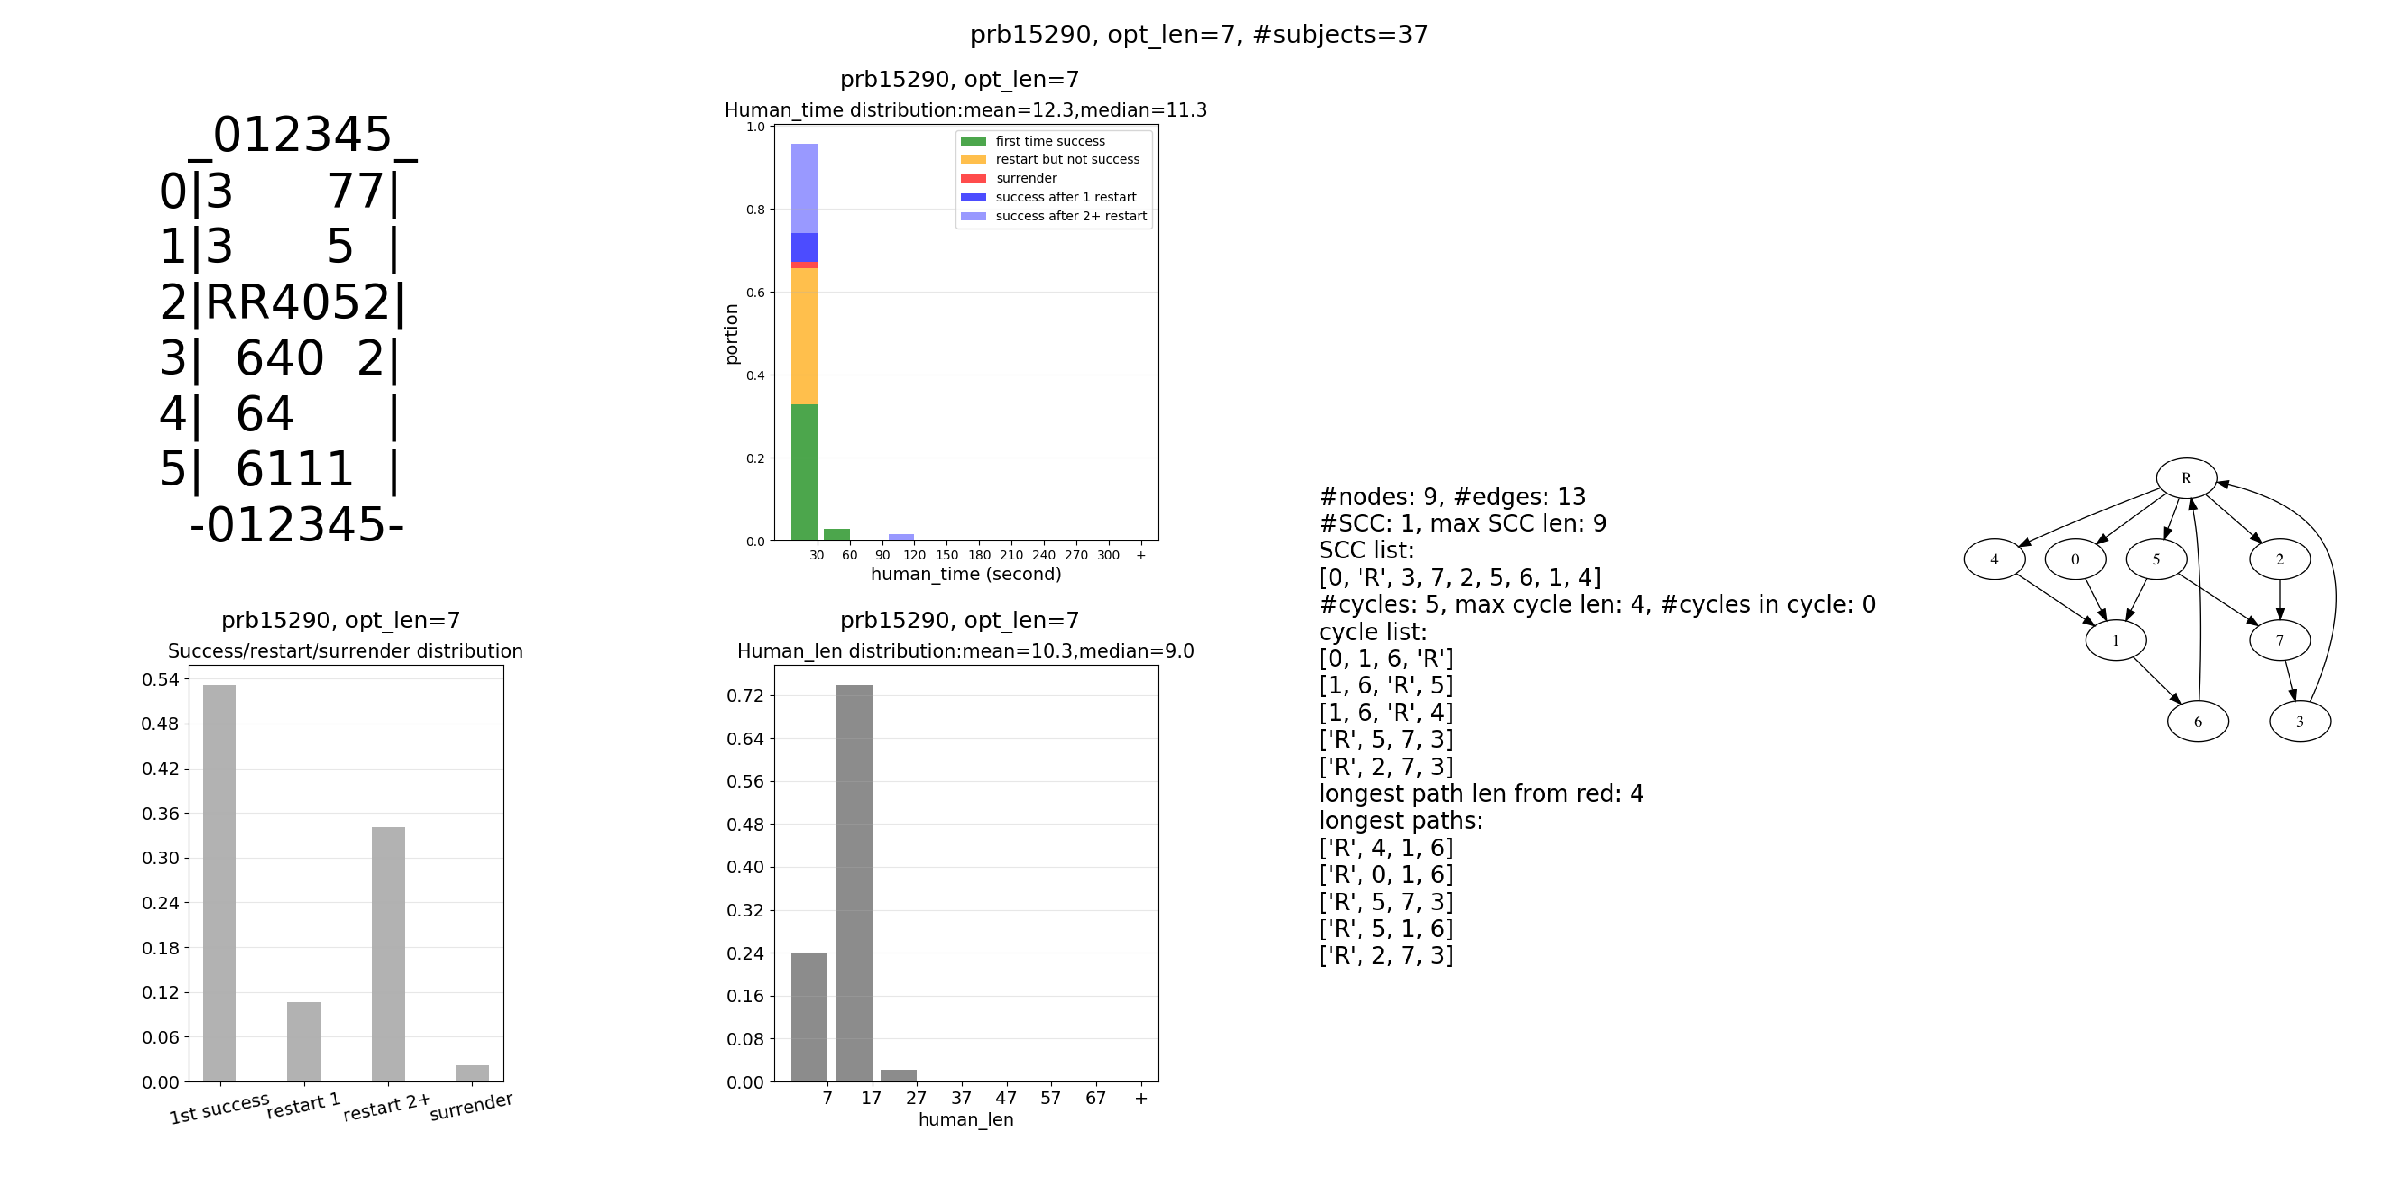 prb15290, opt_len=7, #subjects=37
_012345_
0|3   77|
1|3   5 |
2|RR4052|
3| 640 2|
4| 64   |
5| 6111 |
-012345-
prb15290, opt_len=7
Human_time distribution:mean=12.3,median=11.3
first time success
restart but not success
surrender
success after 1 restart
success after 2+ restart
1.0
0.8
0.6
0.4
0.2
0.0
portion
30 60 90 120 150 180 210 240 270 300 +
human_time (second)
prb15290, opt_len=7
Success/restart/surrender distribution
0.54
0.48
0.42
0.36
0.30
0.24
0.18
0.12
0.06
0.00
1st success restart 1 restart 2+ surrender
prb15290, opt_len=7
Human_len distribution:mean=10.3,median=9.0
0.72
0.64
0.56
0.48
0.40
0.32
0.24
0.16
0.08
0.00
7 17 27 37 47 57 67 +
human_len
#nodes: 9, #edges: 13
#SCC: 1, max SCC len: 9
SCC list:
[0, 'R', 3, 7, 2, 5, 6, 1, 4]
#cycles: 5, max cycle len: 4, #cycles in cycle: 0
cycle list:
[0, 1, 6, 'R']
[1, 6, 'R', 5]
[1, 6, 'R', 4]
['R', 5, 7, 3]
['R', 2, 7, 3]
longest path len from red: 4
longest paths:
['R', 4, 1, 6]
['R', 0, 1, 6]
['R', 5, 7, 3]
['R', 5, 1, 6]
['R', 2, 7, 3]
R
4 0 5 2
1 7
6 3